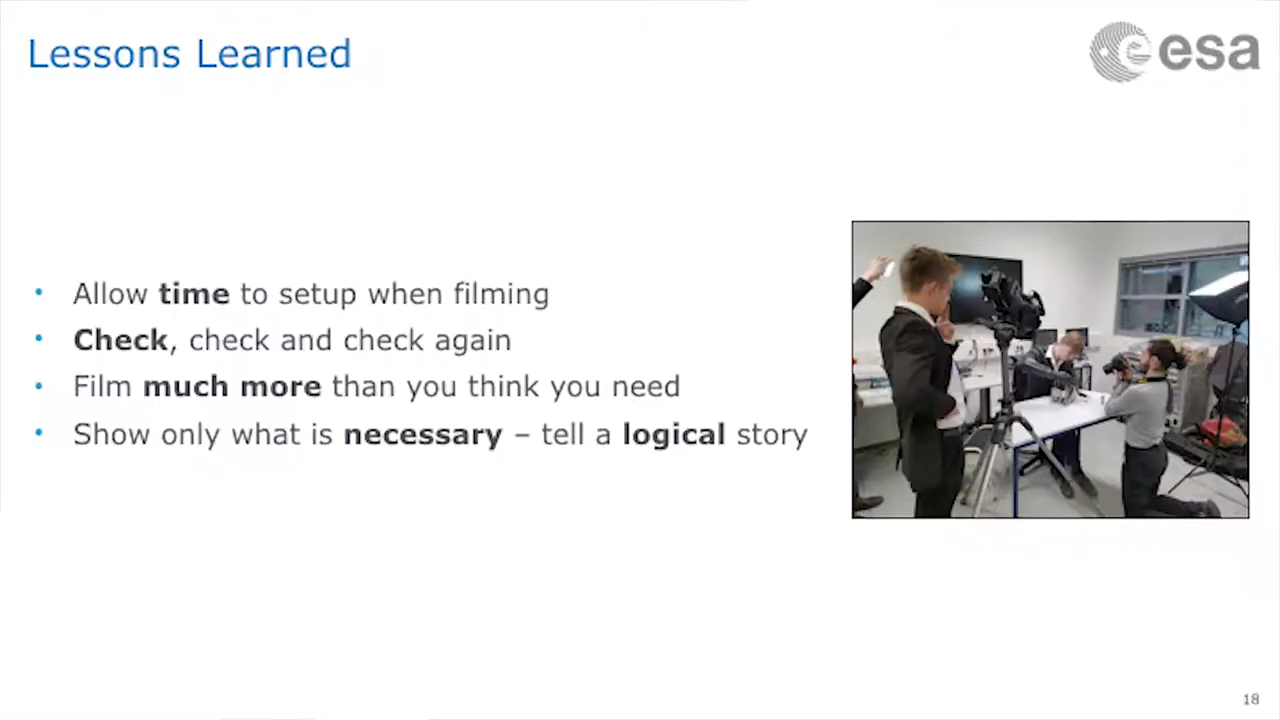 Lessons Learned
esa
• Allow time to setup when filming
• Check, check and check again
• Film much more than you think you need
• Show only what is necessary – tell a logical story
18